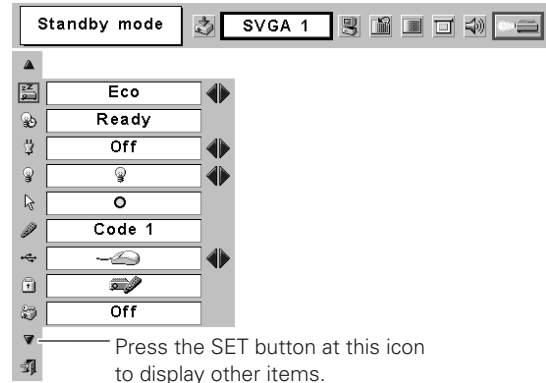 Standby mode
SVGA 1
Eco
Ready
Off
Code 1
Off
Press the SET button at this icon
to display other items.